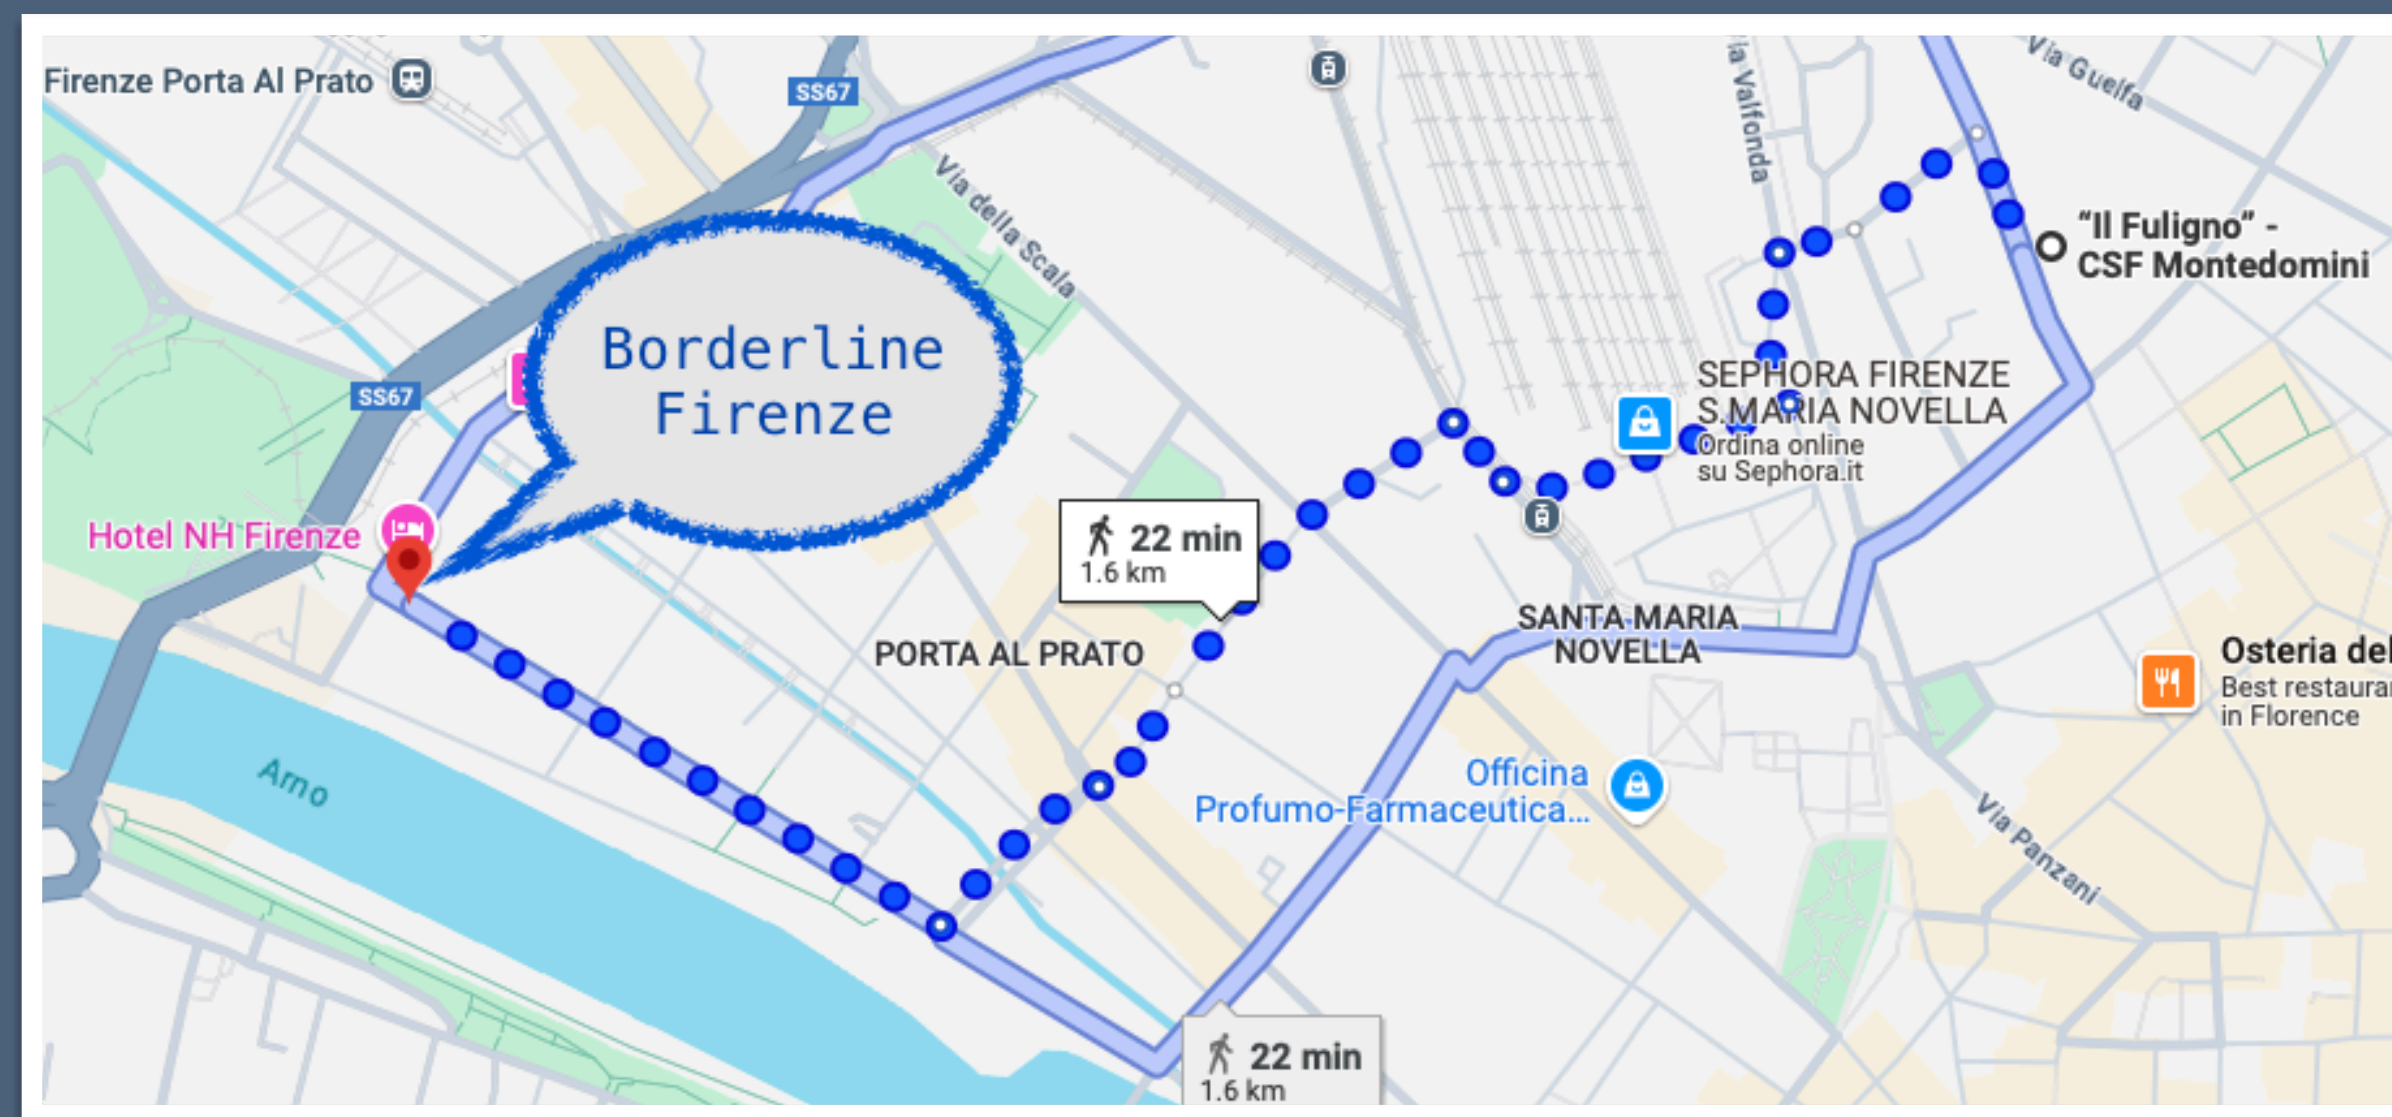 Firenze Porta Al Prato
SS67
Via della Scala
Via Valfonda
Via Guelfa
"Il Fuligno" -
CSF Montedomini
Borderline
Firenze
SS67
SEPHORA FIRENZE
S.MARIA NOVELLA
Ordina online
su Sephora.it
Hotel NH Firenze
22 min
1.6 km
PORTA AL PRATO
SANTA MARIA
NOVELLA
Osteria del
Best restaura
in Florence
Arno
Officina
Profumo-Farmaceutica...
Via Panzani
22 min
1.6 km